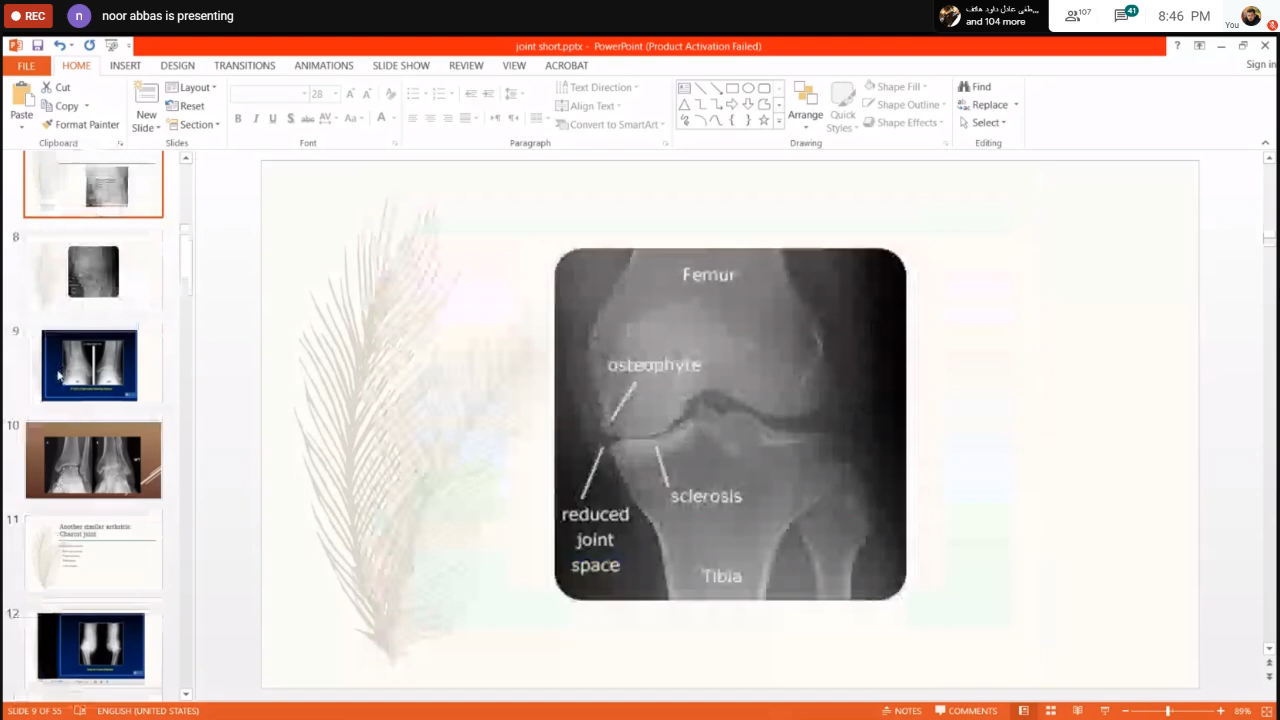 REC
n
noor abbas is presenting
and 104 more
107
41
8:46 PM
You
joint short.pptx - PowerPoint (Product Activation Failed)
?
Sign in
FILE
HOME
INSERT
DESIGN
TRANSITIONS
ANIMATIONS
SLIDE SHOW
REVIEW
VIEW
ACROBAT
Paste
Cut
Copy
Format Painter
Clipboard
New
Slide
Layout
Reset
Section
Slides
28
Font
Text Direction
Align Text
Convert to SmartArt
Paragraph
Arrange
Quick
Styles
Shape Fill
Shape Outline
Shape Effects
Drawing
Find
Replace
Select
Editing
8
9
10
11
Another similar arthritis:
Charcot joint
12
Femur
osteophyte
sclerosis
reduced
joint
space
Tibia
SLIDE 9 OF 55
ENGLISH (UNITED STATES)
NOTES
COMMENTS
89%